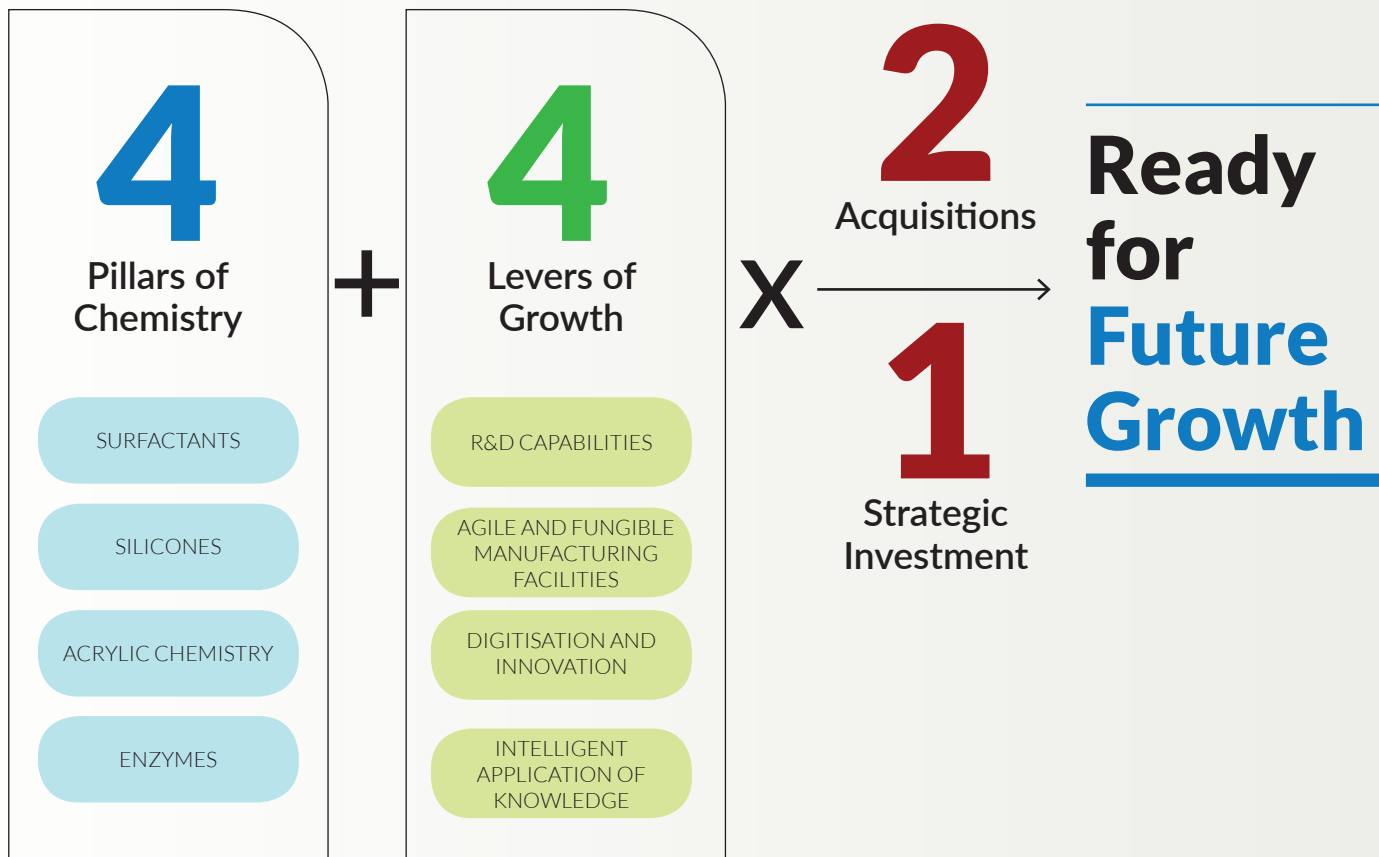 4
Pillars of
Chemistry
SURFACTANTS
SILICONES
ACRYLIC CHEMISTRY
ENZYMES
+
4
Levers of
Growth
R&D CAPABILITIES
AGILE AND FUNGIBLE
MANUFACTURING
FACILITIES
DIGITISATION AND
INNOVATION
INTELLIGENT
APPLICATION OF
KNOWLEDGE
X
2
Acquisitions
1
Strategic
Investment
Ready
for
Future
Growth